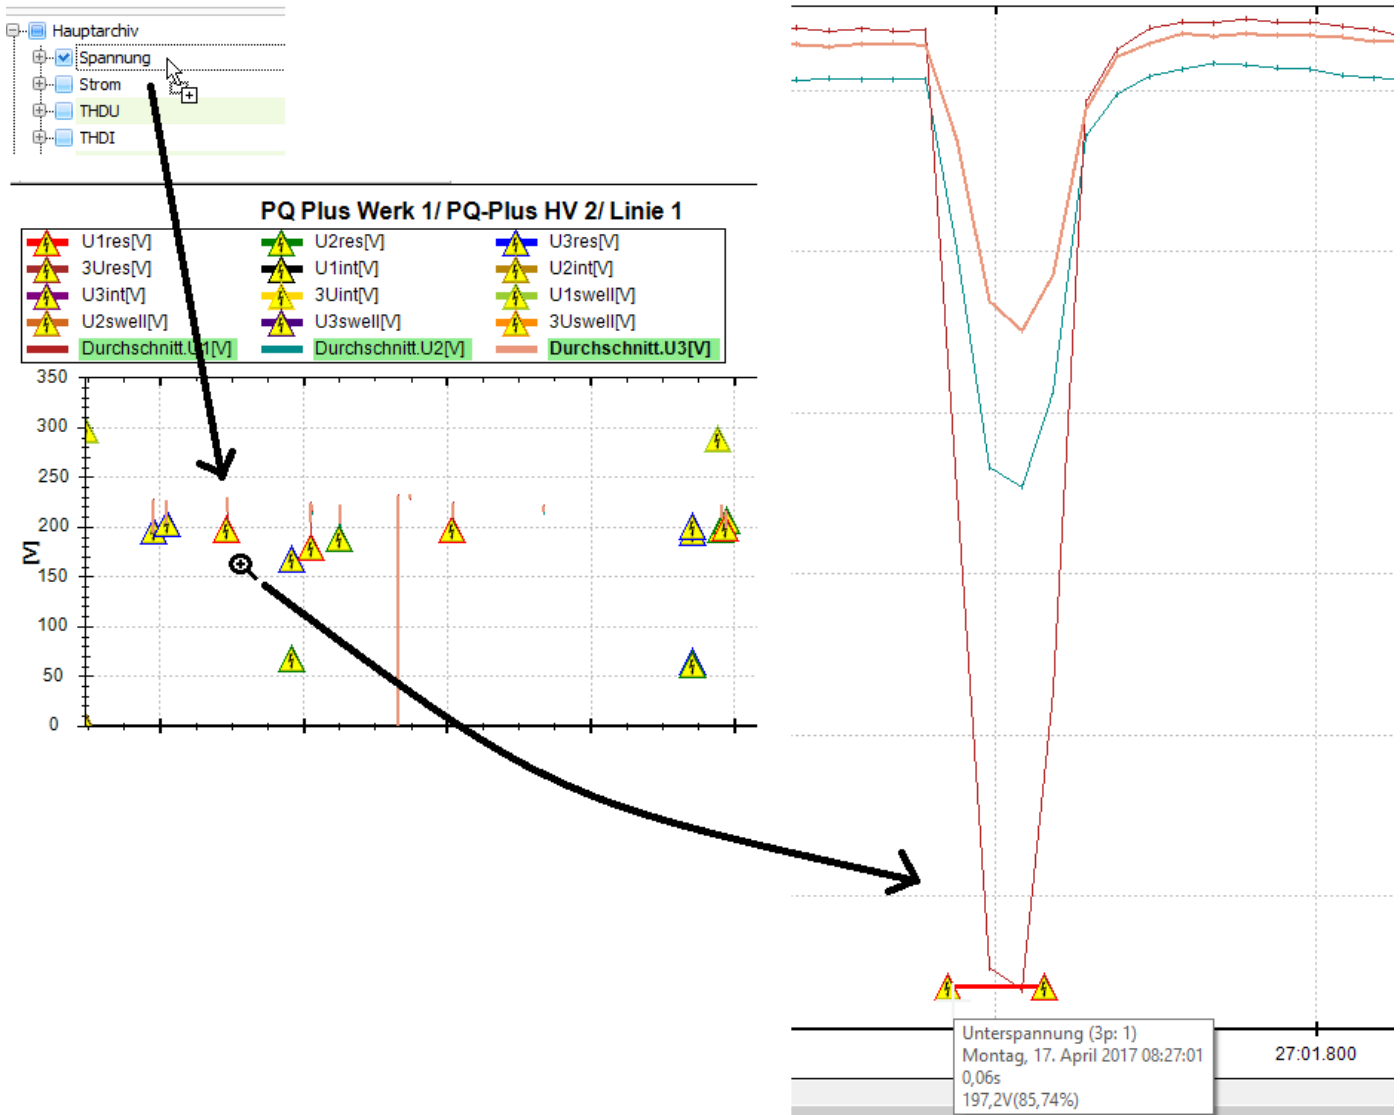 Hauptarchiv
Spannung
Strom
THDU
THDI
PQ Plus Werk 1/ PQ-Plus HV 2/ Linie 1
U1res[V] U2res[V] U3res[V]
3Ures[V] U1int[V] U2int[V]
U3int[V] 3Uint[V] U1swell[V]
U2swell[V] U3swell[V] 3Uswell[V]
Durchschnitt.U1[V] Durchschnitt.U2[V] Durchschnitt.U3[V]
350
300
250
200
150
100
50
0
[V]
Unterspannung (3p: 1)
Montag, 17. April 2017 08:27:01
0,06s
197,2V(85,74%)
27:01.800